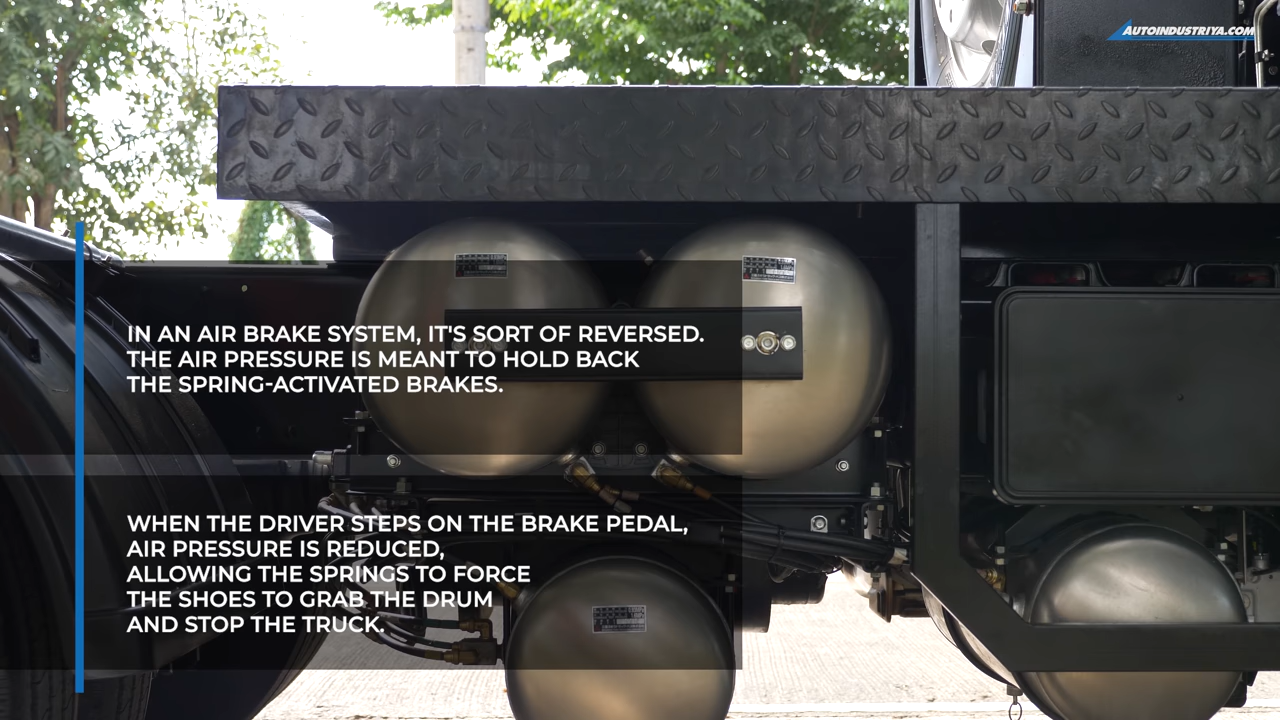 AUTOINDUSTRIYA.COM
IN AN AIR BRAKE SYSTEM, IT'S SORT OF REVERSED.
THE AIR PRESSURE IS MEANT TO HOLD BACK
THE SPRING-ACTIVATED BRAKES.
WHEN THE DRIVER STEPS ON THE BRAKE PEDAL,
AIR PRESSURE IS REDUCED,
ALLOWING THE SPRINGS TO FORCE
THE SHOES TO GRAB THE DRUM
AND STOP THE TRUCK.